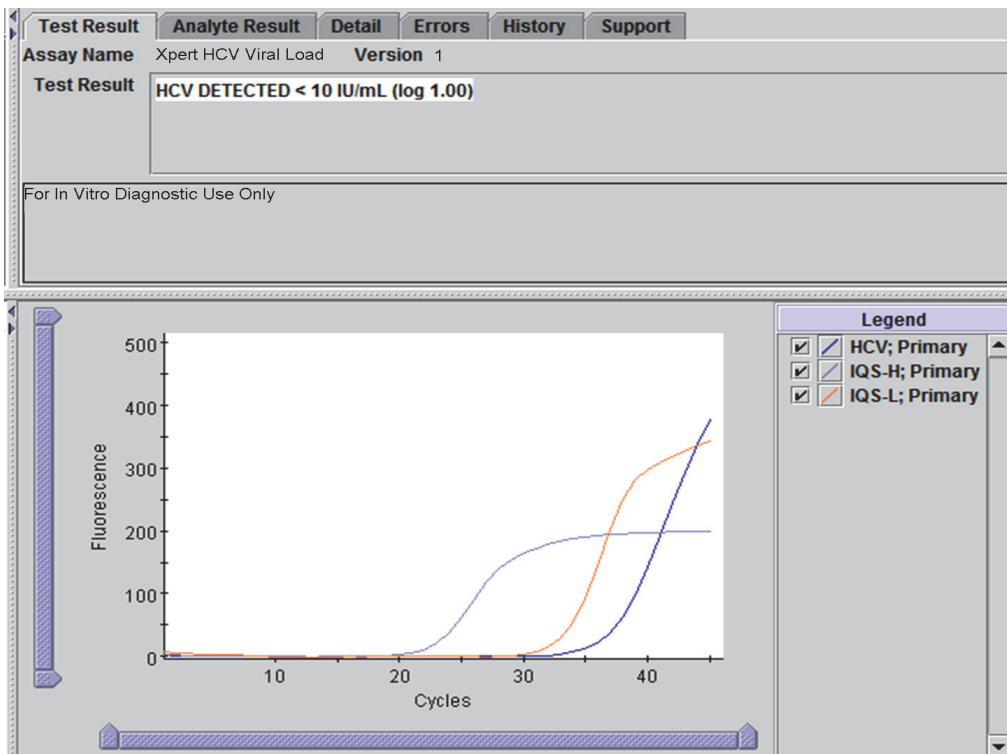 Test Result Analyte Result Detail Errors History Support
Assay Name Xpert HCV Viral Load Version 1
Test Result HCV DETECTED < 10 IU/mL (log 1.00)
For In Vitro Diagnostic Use Only
Legend
HCV; Primary
IQS-H; Primary
IQS-L; Primary
500
400
300
200
100
0
Fluorescence
10 20 30 40
Cycles